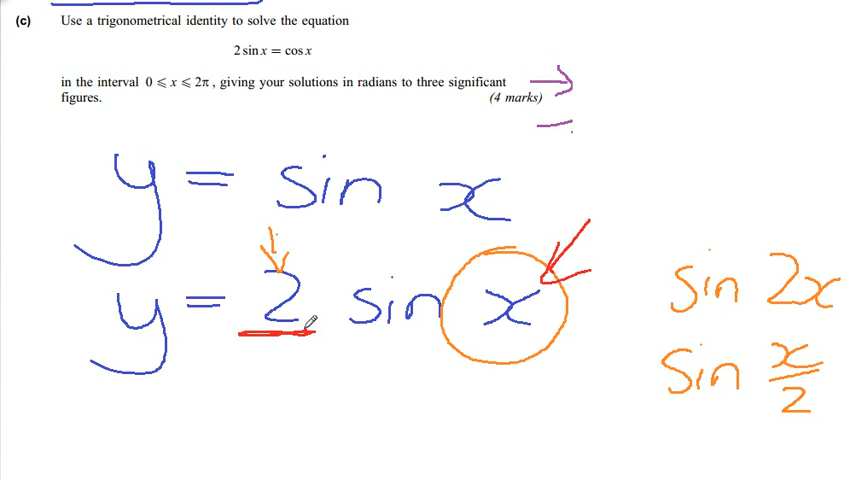 (c) Use a trigonometrical identity to solve the equation
2 sin x = cos x
in the interval 0 ⩽ x ⩽ 2π, giving your solutions in radians to three significant
figures. (4 marks)
y = sin x
y = 2 sin x
sin 2x
sin x/2